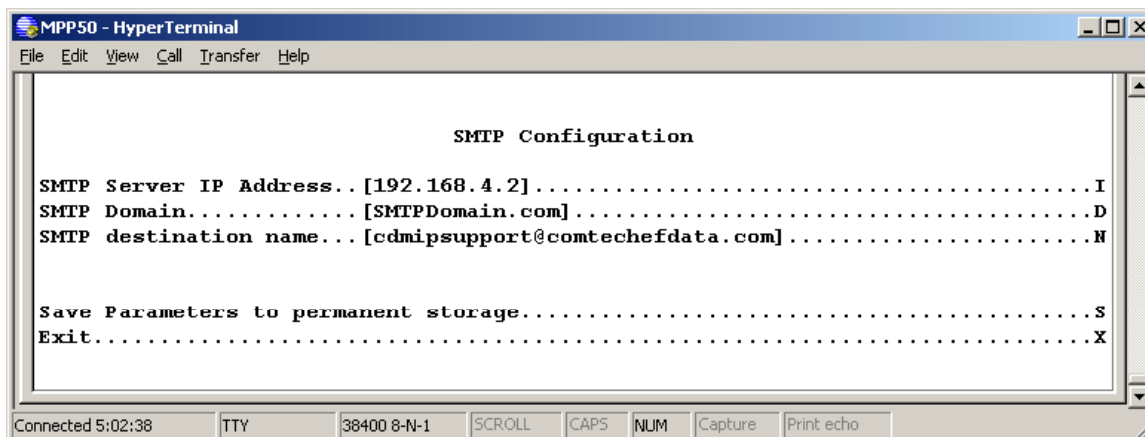 MPP50 - HyperTerminal
File Edit View Call Transfer Help
SMTP Configuration
SMTP Server IP Address..[192.168.4.2]..........................................I
SMTP Domain.............[SMTPDomain.com].......................................D
SMTP destination name...[cdmipsupport@comtechefdata.com].......................N
Save Parameters to permanent storage...........................................S
Exit...........................................................................X
Connected 5:02:38 TTY 38400 8-N-1 SCROLL CAPS NUM Capture Print echo